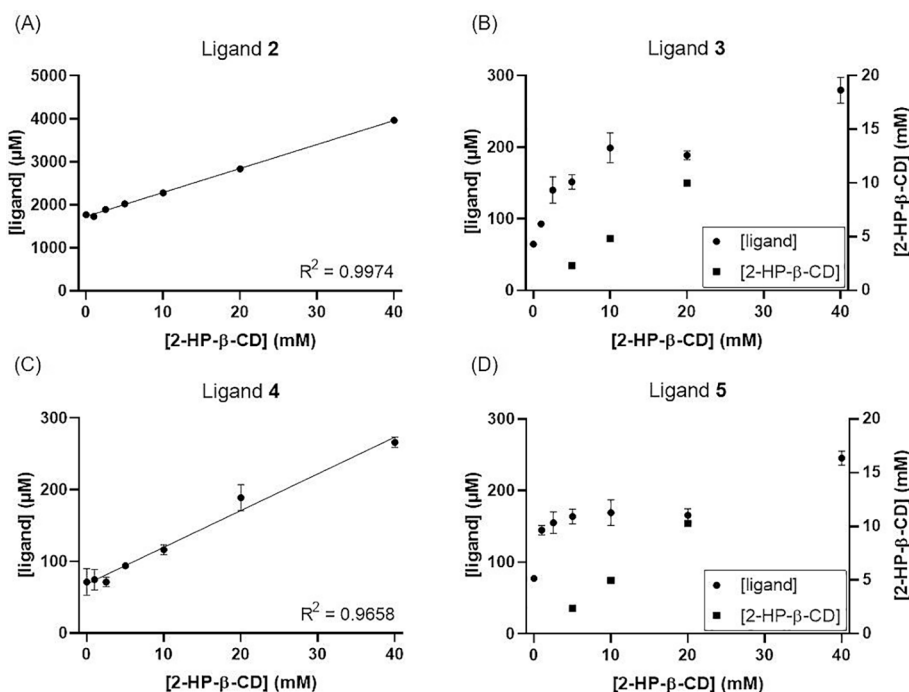 (A)
Ligand 2
5000
4000
3000
2000
1000
0
[ligand] (µM)
R² = 0.9974
0 10 20 30 40
[2-HP-β-CD] (mM)
(B)
Ligand 3
300
200
100
0
[ligand] (µM)
20
15
10
5
0
[2-HP-β-CD] (mM)
[ligand]
[2-HP-β-CD]
0 10 20 30 40
[2-HP-β-CD] (mM)
(C)
Ligand 4
300
200
100
0
[ligand] (µM)
R² = 0.9658
0 10 20 30 40
[2-HP-β-CD] (mM)
(D)
Ligand 5
300
200
100
0
[ligand] (µM)
20
15
10
5
0
[2-HP-β-CD] (mM)
[ligand]
[2-HP-β-CD]
0 10 20 30 40
[2-HP-β-CD] (mM)